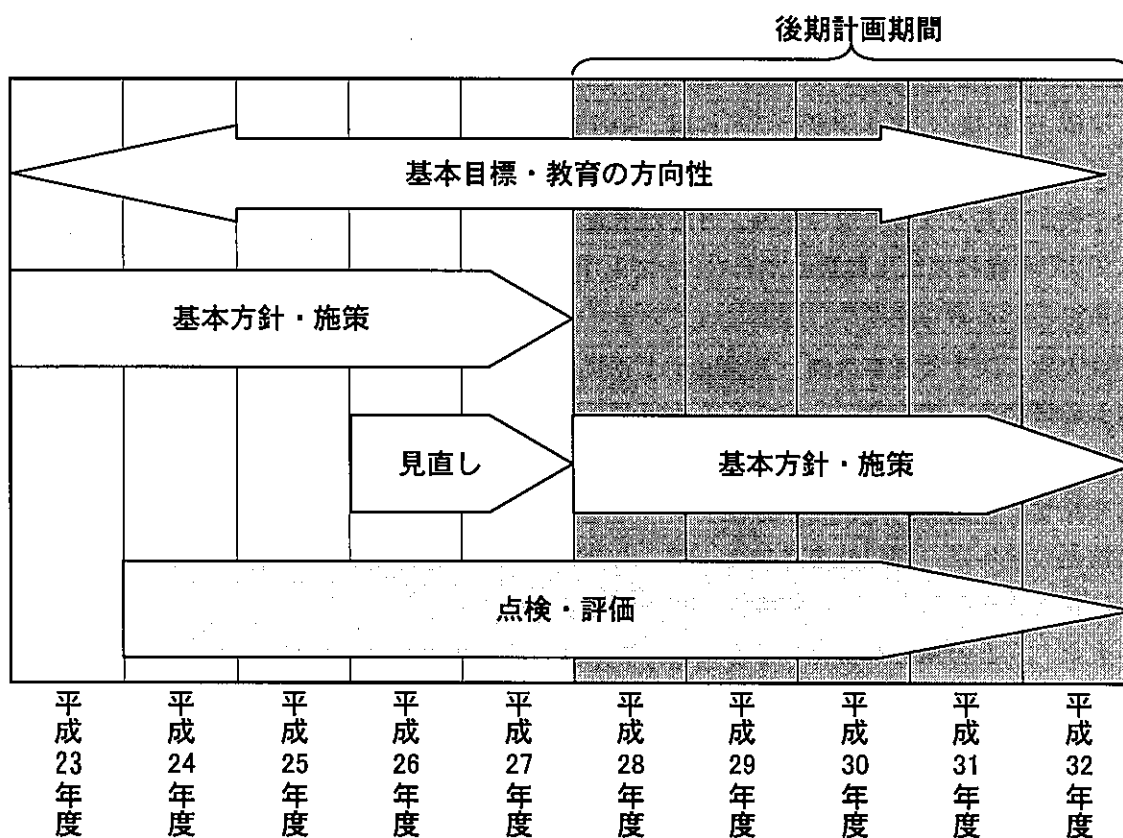 後期計画期間
基本目標・教育の方向性
基本方針・施策
見直し
基本方針・施策
点検・評価
平成23年度
平成24年度
平成25年度
平成26年度
平成27年度
平成28年度
平成29年度
平成30年度
平成31年度
平成32年度